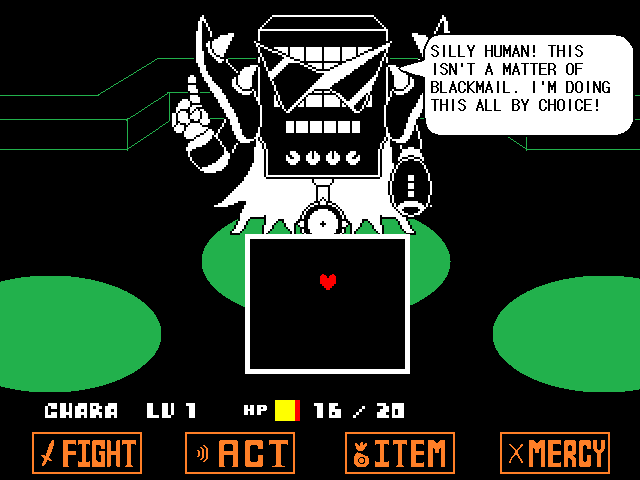 SILLY HUMAN! THIS
ISN'T A MATTER OF
BLACKMAIL. I'M DOING
THIS ALL BY CHOICE!
CHARA LV 1 HP 16 / 20
FIGHT ACT ITEM MERCY